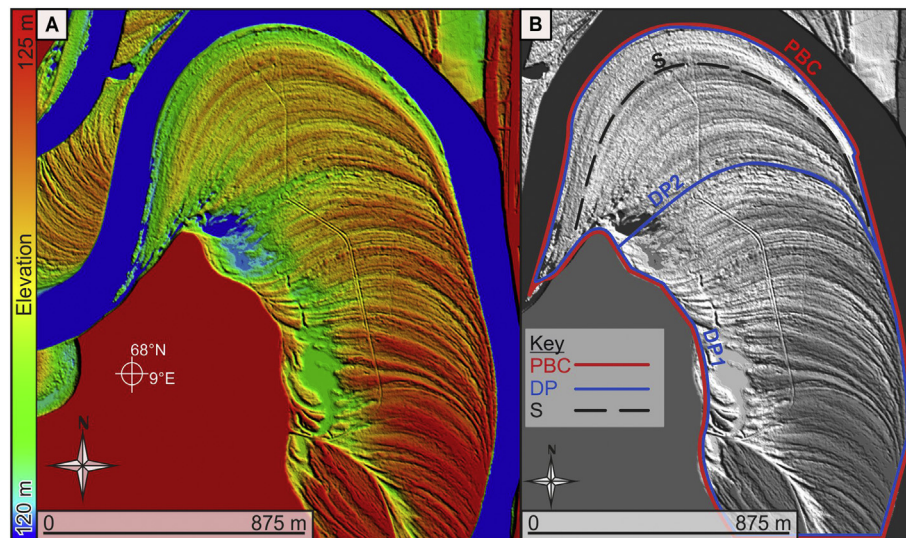 A
125 m
Elevation
120 m
68°N
9°E
N
0 875 m
B
S
PBC
DP2
DP1
Key
PBC
DP
S
N
0 875 m